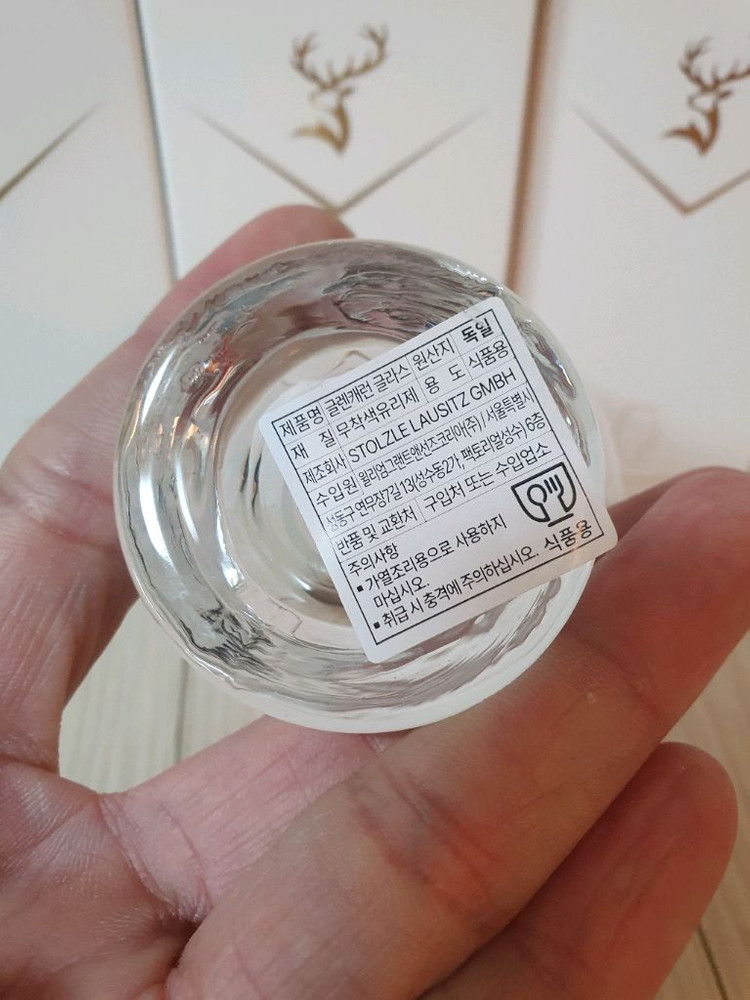 제품명 글렌캐런 글라스 원산지 독일
재 질 무착색유리제 용 도 식품용
제조회사 STOLZLE LAUSITZ GMBH
수입원 윌리엄그랜트앤선즈코리아(주) / 서울특별시
성동구 연무장7길 13(성수동2가, 팩토리얼성수) 6층
반품 및 교환처 구입처 또는 수입업소
주의사항
▪ 가열조리용으로 사용하지
마십시오.
▪ 취급 시 충격에 주의하십시오.
식품용